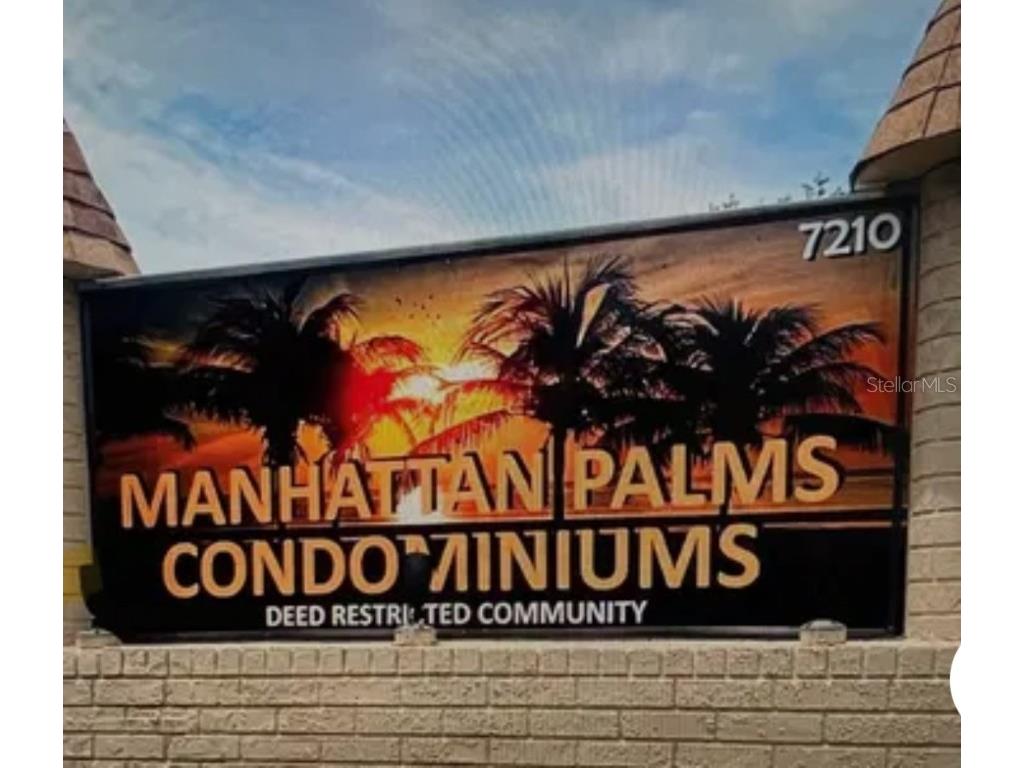 7210
StellarMLS
MANHATTAN PALMS
CONDOMINIUMS
DEED RESTRICTED COMMUNITY